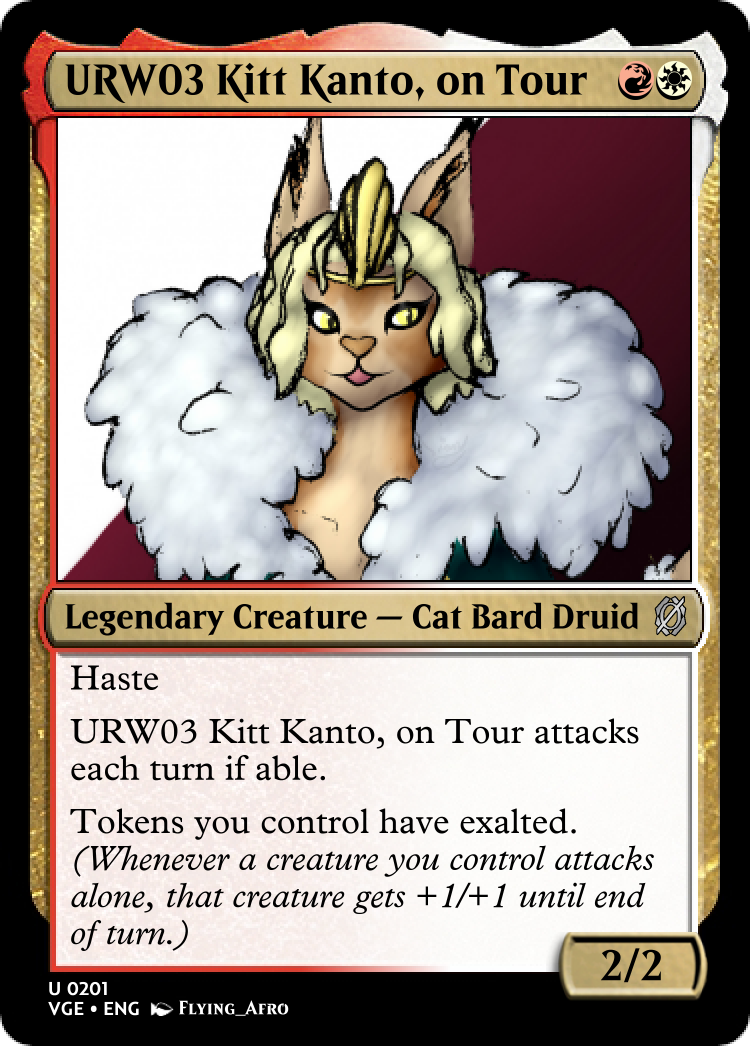 URW03 Kitt Kanto, on Tour
Legendary Creature — Cat Bard Druid
Haste
URW03 Kitt Kanto, on Tour attacks
each turn if able.
Tokens you control have exalted.
(Whenever a creature you control attacks
alone, that creature gets +1/+1 until end
of turn.)
2/2
U 0201
VGE • ENG Flying_Afro